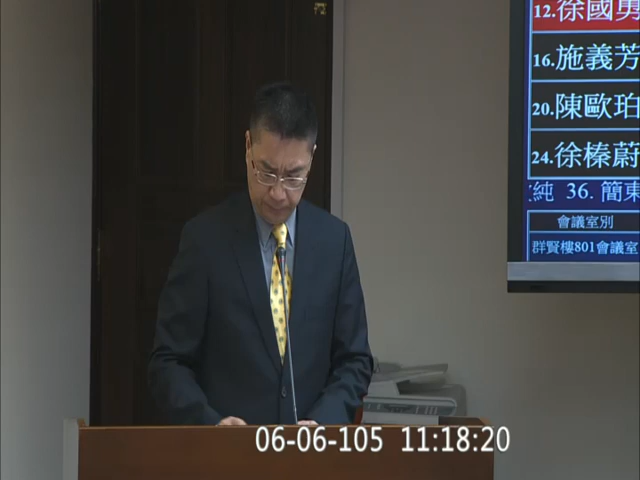 12.徐國勇
16.施義芳
20.陳歐珀
24.徐榛蔚
純 36. 簡東
會議室別
群賢樓801會議室
06-06-105 11:18:20